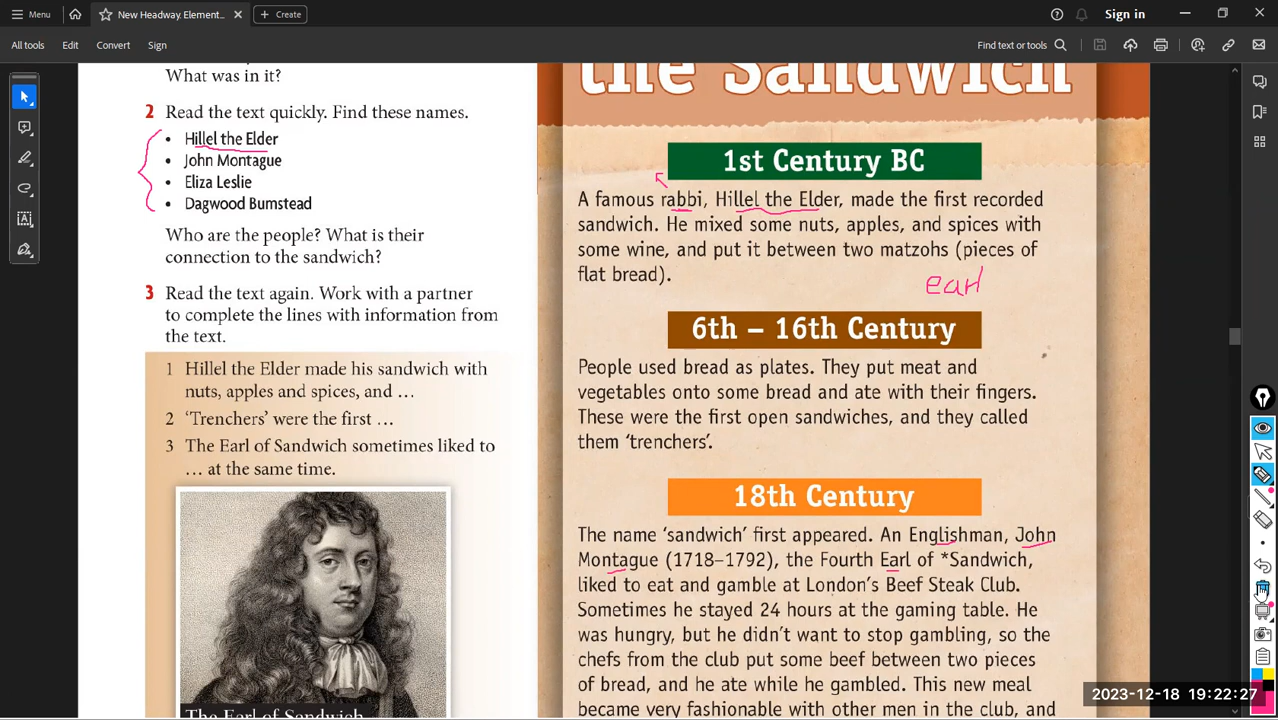 Menu
New Headway. Element...
Create
Sign in
All tools
Edit
Convert
Sign
Find text or tools
What was in it?
2 Read the text quickly. Find these names.
• Hillel the Elder
• John Montague
• Eliza Leslie
• Dagwood Bumstead
Who are the people? What is their
connection to the sandwich?
3 Read the text again. Work with a partner
to complete the lines with information from
the text.
1 Hillel the Elder made his sandwich with
nuts, apples and spices, and …
2 ‘Trenchers’ were the first …
3 The Earl of Sandwich sometimes liked to
… at the same time.
The Earl of Sandwich
the Sandwich
1st Century BC
A famous rabbi, Hillel the Elder, made the first recorded
sandwich. He mixed some nuts, apples, and spices with
some wine, and put it between two matzohs (pieces of
flat bread).
earl
6th – 16th Century
People used bread as plates. They put meat and
vegetables onto some bread and ate with their fingers.
These were the first open sandwiches, and they called
them ‘trenchers’.
18th Century
The name ‘sandwich’ first appeared. An Englishman, John
Montague (1718–1792), the Fourth Earl of *Sandwich,
liked to eat and gamble at London’s Beef Steak Club.
Sometimes he stayed 24 hours at the gaming table. He
was hungry, but he didn’t want to stop gambling, so the
chefs from the club put some beef between two pieces
of bread, and he ate while he gambled. This new meal
became very fashionable with other men in the club, and
2023-12-18 19:22:27